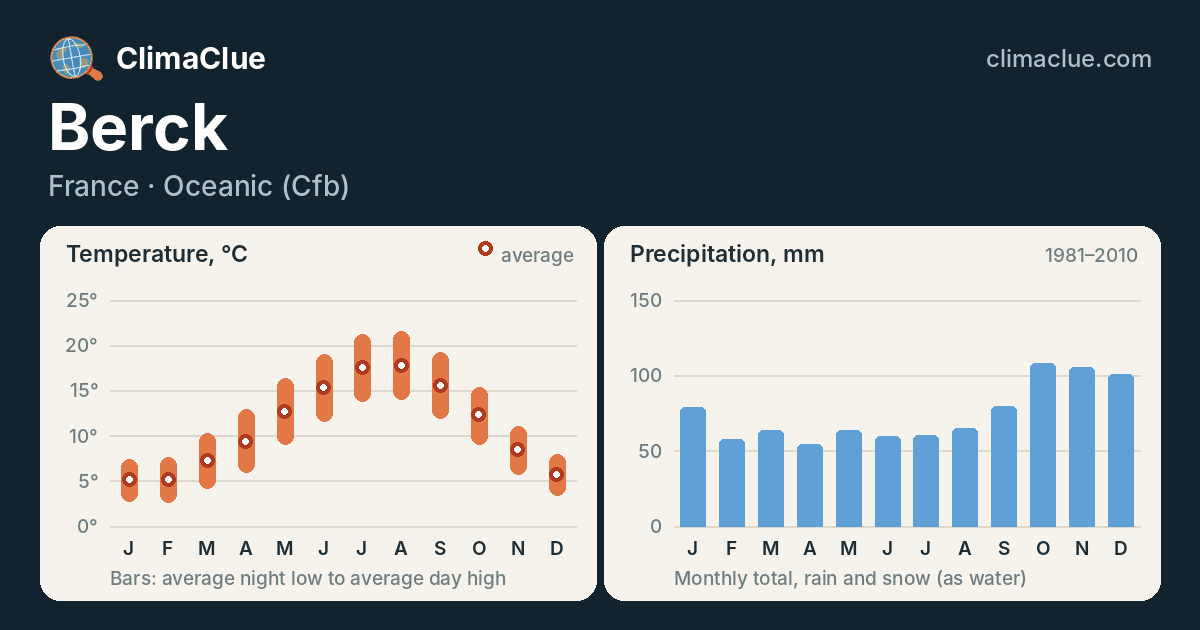 ClimaClue
climaclue.com
Berck
France · Oceanic (Cfb)
Temperature, °C
average
25°
20°
15°
10°
5°
0°
J F M A M J J A S O N D
Bars: average night low to average day high
Precipitation, mm
1981–2010
150
100
50
0
J F M A M J J A S O N D
Monthly total, rain and snow (as water)